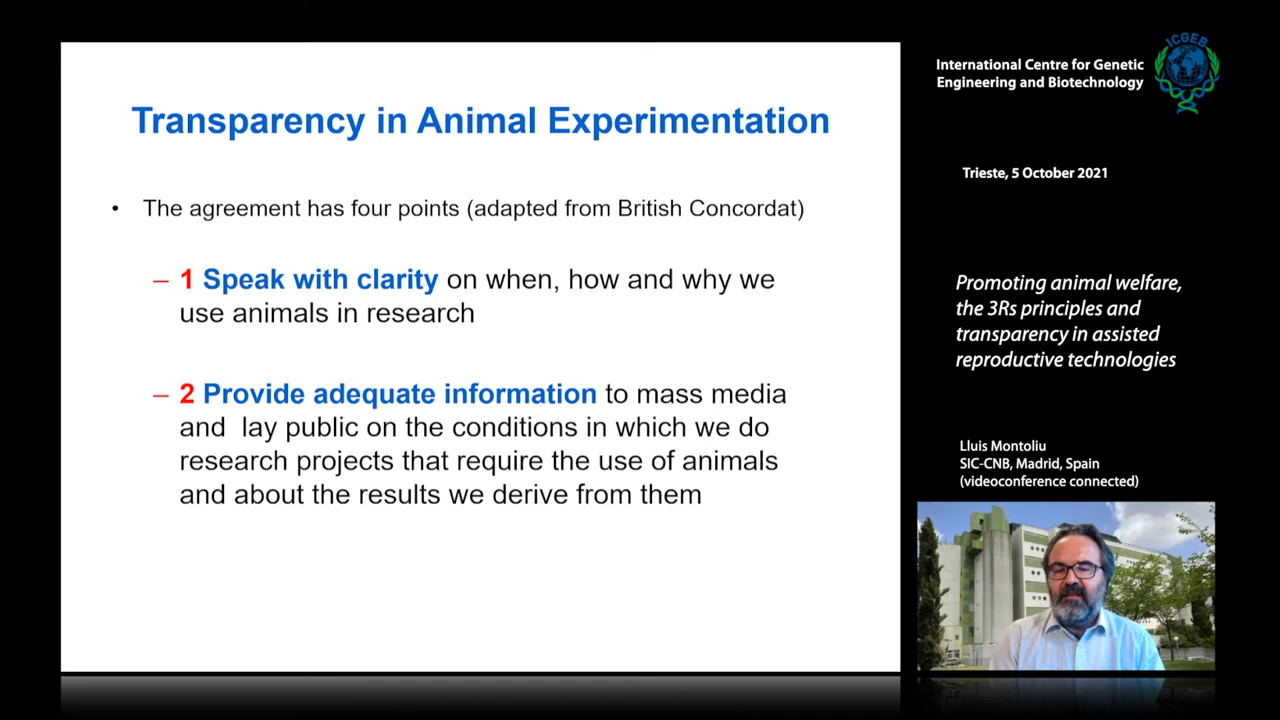 Transparency in Animal Experimentation
• The agreement has four points (adapted from British Concordat)
– 1 Speak with clarity on when, how and why we
use animals in research
– 2 Provide adequate information to mass media
and lay public on the conditions in which we do
research projects that require the use of animals
and about the results we derive from them
International Centre for Genetic
Engineering and Biotechnology
ICGEB
Trieste, 5 October 2021
Promoting animal welfare,
the 3Rs principles and
transparency in assisted
reproductive technologies
Lluis Montoliu
SIC-CNB, Madrid, Spain
(videoconference connected)